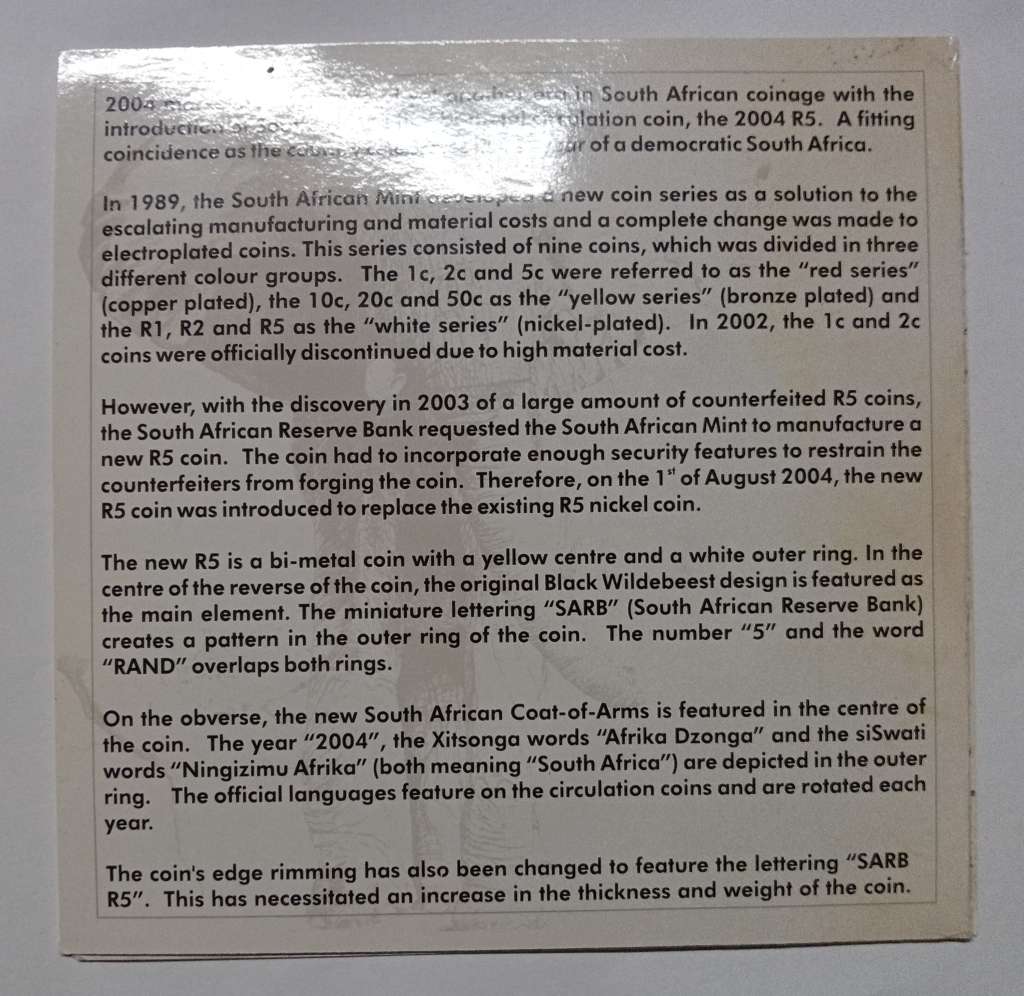 2004 in South African coinage with the
introduction circulation coin, the 2004 R5. A fitting
coincidence as the of a democratic South Africa.
In 1989, the South African Mint developed a new coin series as a solution to the
escalating manufacturing and material costs and a complete change was made to
electroplated coins. This series consisted of nine coins, which was divided in three
different colour groups. The 1c, 2c and 5c were referred to as the “red series”
(copper plated), the 10c, 20c and 50c as the “yellow series” (bronze plated) and
the R1, R2 and R5 as the “white series” (nickel-plated). In 2002, the 1c and 2c
coins were officially discontinued due to high material cost.
However, with the discovery in 2003 of a large amount of counterfeited R5 coins,
the South African Reserve Bank requested the South African Mint to manufacture a
new R5 coin. The coin had to incorporate enough security features to restrain the
counterfeiters from forging the coin. Therefore, on the 1st of August 2004, the new
R5 coin was introduced to replace the existing R5 nickel coin.
The new R5 is a bi-metal coin with a yellow centre and a white outer ring. In the
centre of the reverse of the coin, the original Black Wildebeest design is featured as
the main element. The miniature lettering “SARB” (South African Reserve Bank)
creates a pattern in the outer ring of the coin. The number “5” and the word
“RAND” overlaps both rings.
On the obverse, the new South African Coat-of-Arms is featured in the centre of
the coin. The year “2004”, the Xitsonga words “Afrika Dzonga” and the siSwati
words “Ningizimu Afrika” (both meaning “South Africa”) are depicted in the outer
ring. The official languages feature on the circulation coins and are rotated each
year.
The coin's edge rimming has also been changed to feature the lettering “SARB
R5”. This has necessitated an increase in the thickness and weight of the coin.